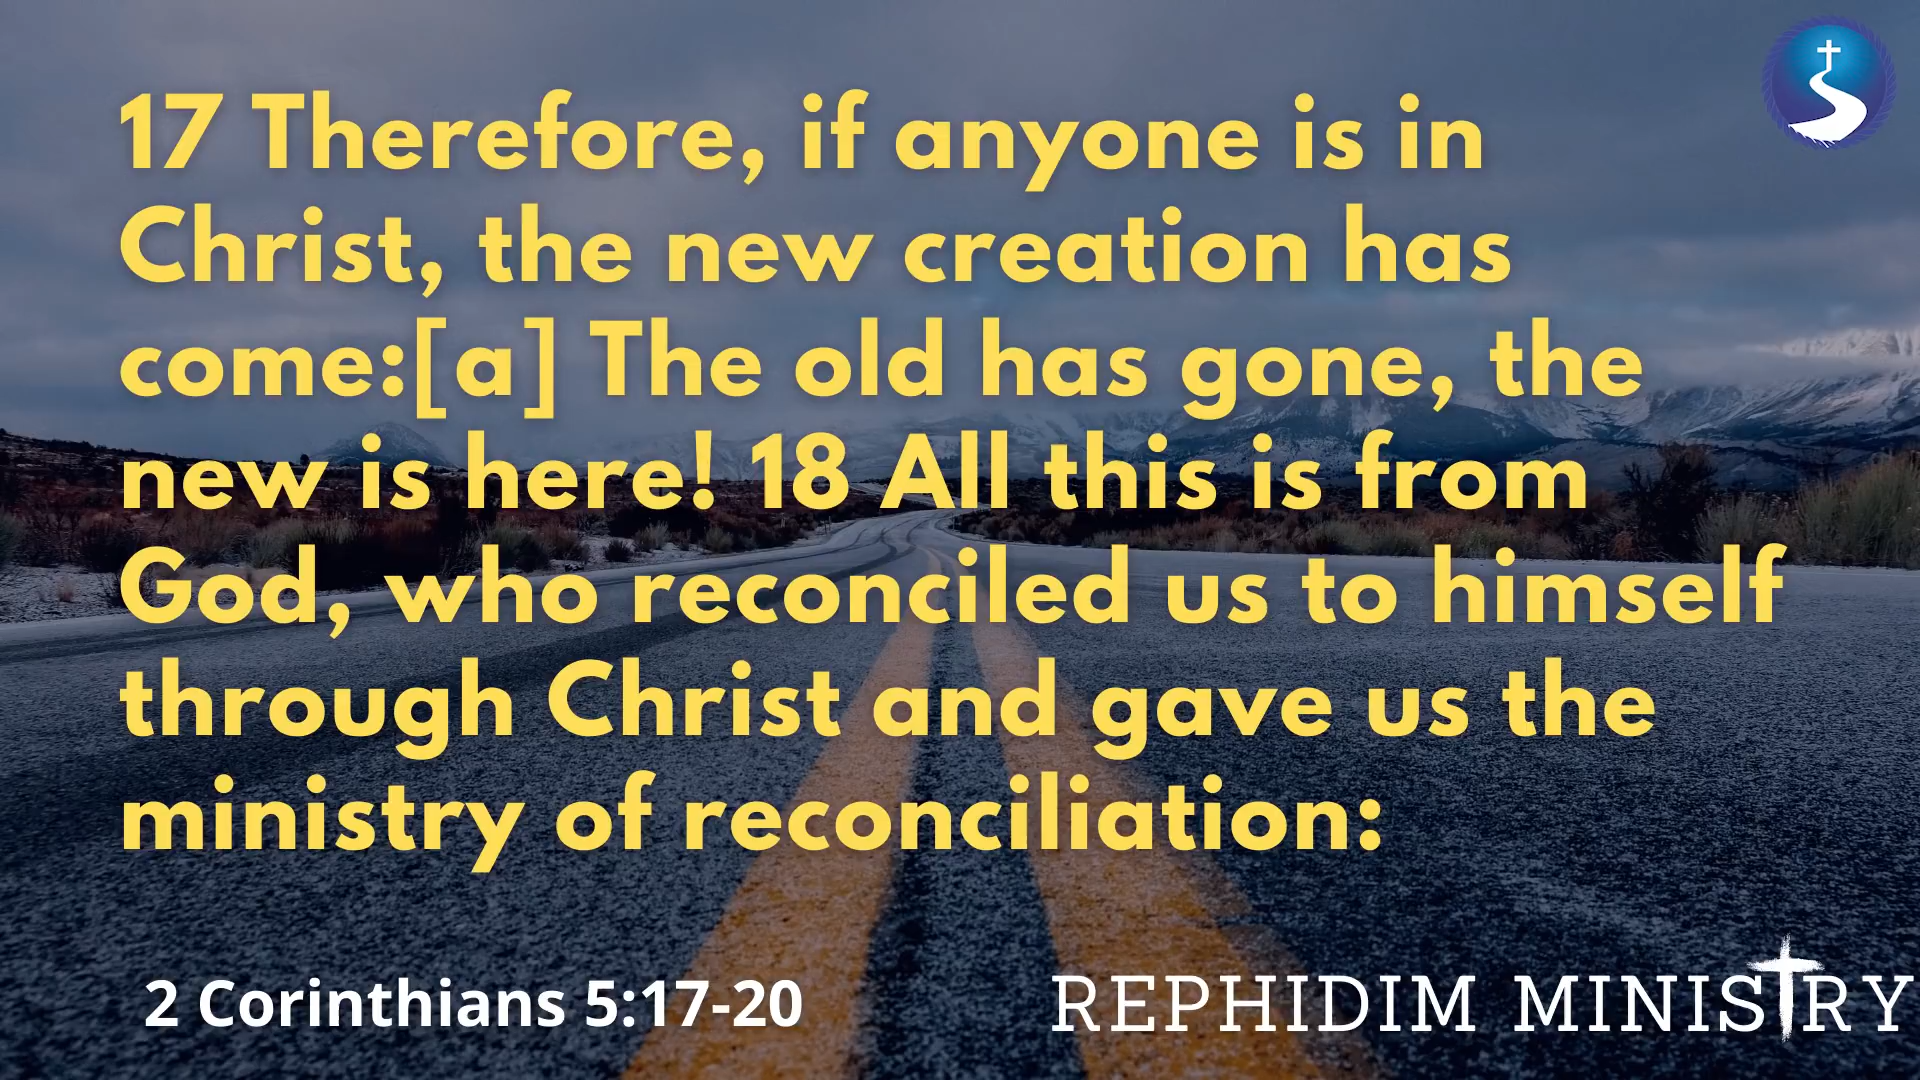 17 Therefore, if anyone is in
Christ, the new creation has
come:[a] The old has gone, the
new is here! 18 All this is from
God, who reconciled us to himself
through Christ and gave us the
ministry of reconciliation:
2 Corinthians 5:17-20
REPHIDIM MINISTRY